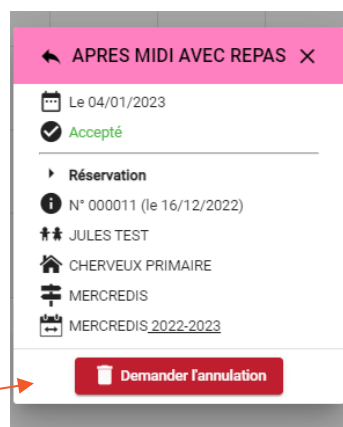 APRES MIDI AVEC REPAS
Le 04/01/2023
Accepté
Réservation
N° 000011 (le 16/12/2022)
JULES TEST
CHERVEUX PRIMAIRE
MERCREDIS
MERCREDIS 2022-2023
Demander l'annulation